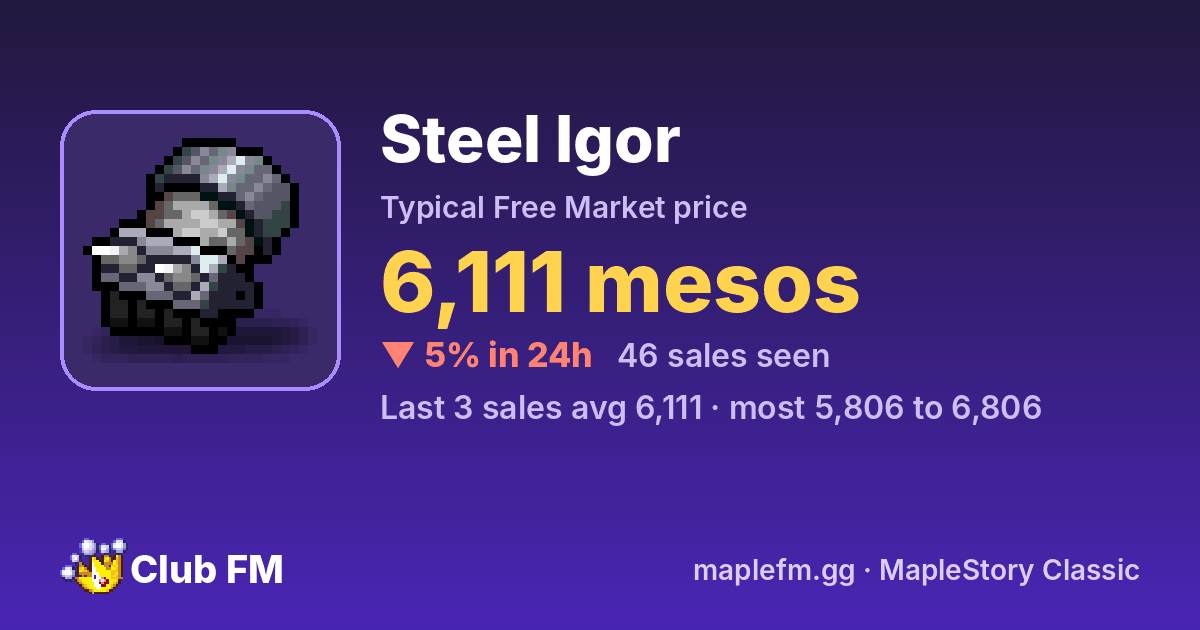 Steel Igor
Typical Free Market price
6,111 mesos
▼ 5% in 24h 46 sales seen
Last 3 sales avg 6,111 · most 5,806 to 6,806
Club FM
maplefm.gg · MapleStory Classic